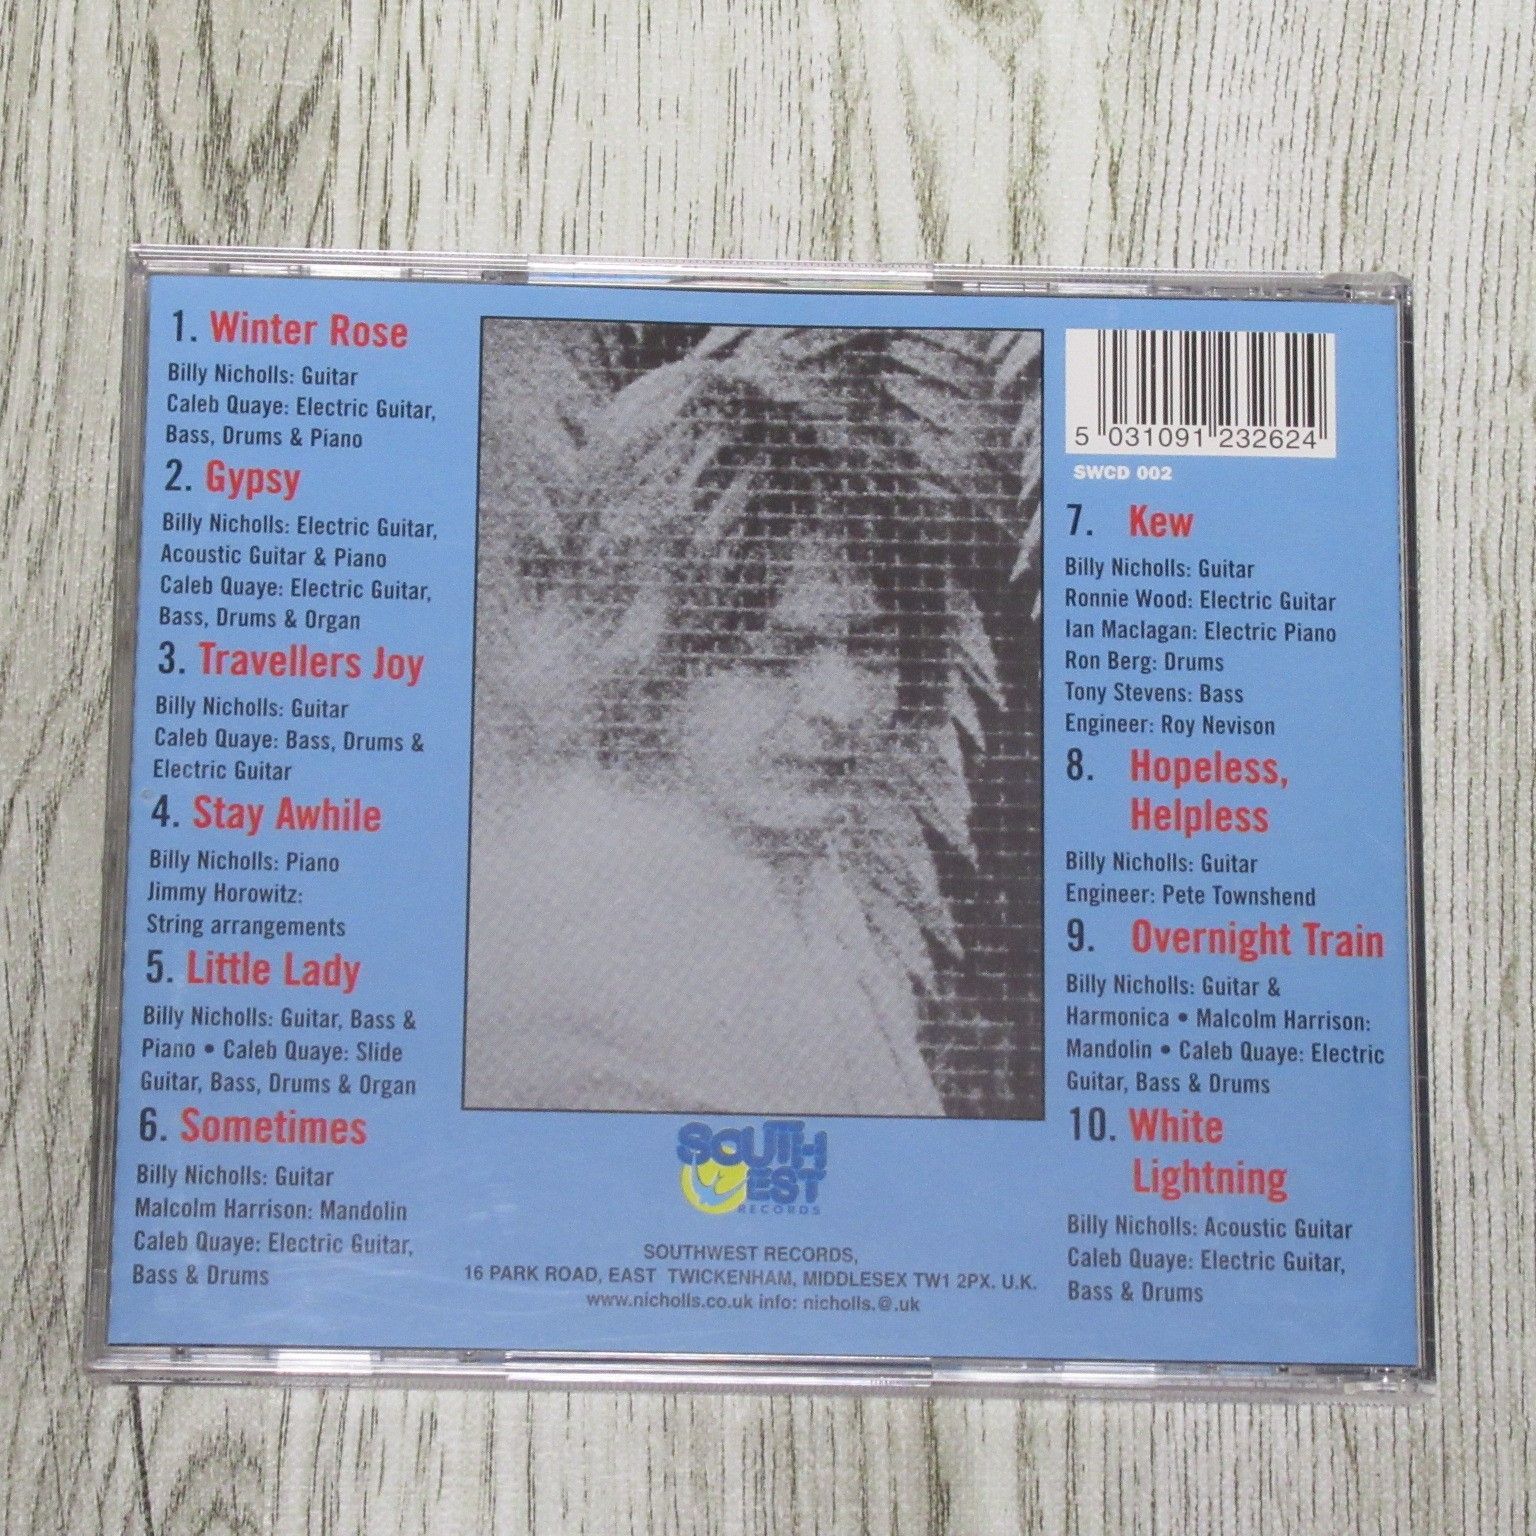 1. Winter Rose
Billy Nicholls: Guitar
Caleb Quaye: Electric Guitar,
Bass, Drums & Piano
2. Gypsy
Billy Nicholls: Electric Guitar,
Acoustic Guitar & Piano
Caleb Quaye: Electric Guitar,
Bass, Drums & Organ
3. Travellers Joy
Billy Nicholls: Guitar
Caleb Quaye: Bass, Drums &
Electric Guitar
4. Stay Awhile
Billy Nicholls: Piano
Jimmy Horowitz:
String arrangements
5. Little Lady
Billy Nicholls: Guitar, Bass &
Piano • Caleb Quaye: Slide
Guitar, Bass, Drums & Organ
6. Sometimes
Billy Nicholls: Guitar
Malcolm Harrison: Mandolin
Caleb Quaye: Electric Guitar,
Bass & Drums
SOUTH
WEST
RECORDS
SOUTHWEST RECORDS,
16 PARK ROAD, EAST TWICKENHAM, MIDDLESEX TW1 2PX. U.K.
www.nicholls.co.uk info: nicholls.@.uk
5 031091 232624
SWCD 002
7. Kew
Billy Nicholls: Guitar
Ronnie Wood: Electric Guitar
Ian Maclagan: Electric Piano
Ron Berg: Drums
Tony Stevens: Bass
Engineer: Roy Nevison
8. Hopeless,
Helpless
Billy Nicholls: Guitar
Engineer: Pete Townshend
9. Overnight Train
Billy Nicholls: Guitar &
Harmonica • Malcolm Harrison:
Mandolin • Caleb Quaye: Electric
Guitar, Bass & Drums
10. White
Lightning
Billy Nicholls: Acoustic Guitar
Caleb Quaye: Electric Guitar,
Bass & Drums